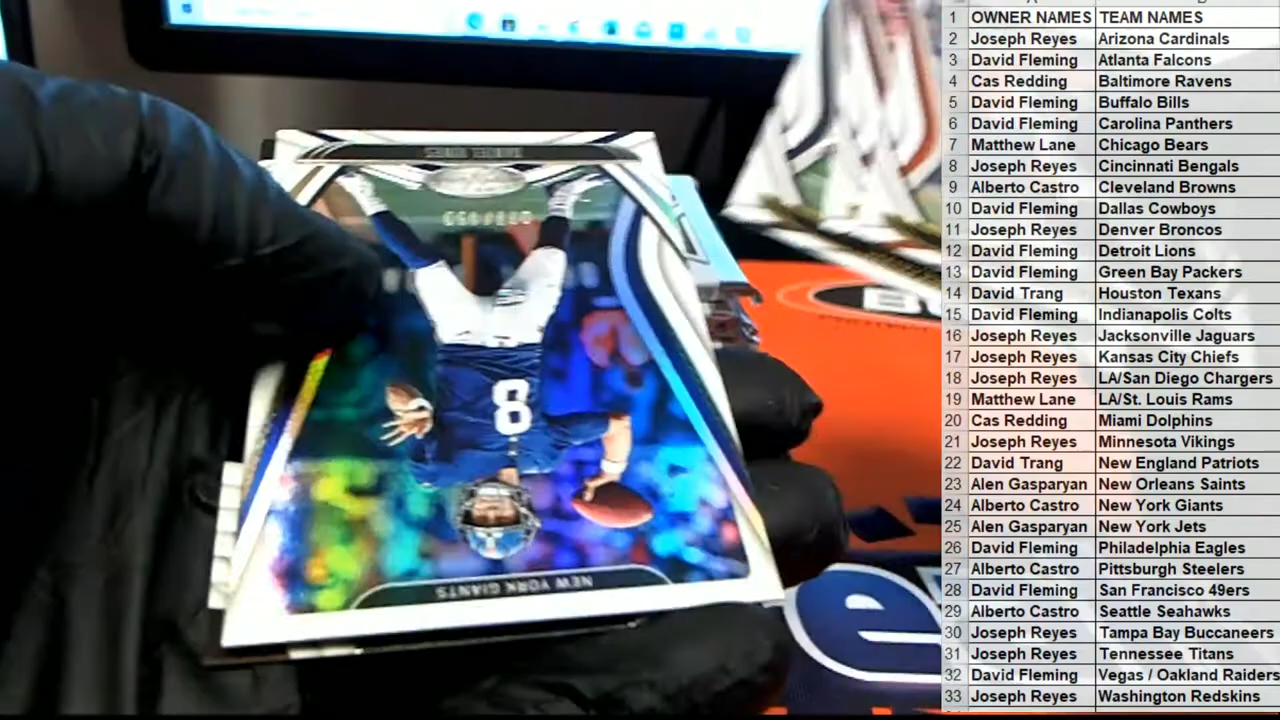 OWNER NAMES TEAM NAMES
1
2 Joseph Reyes Arizona Cardinals
3 David Fleming Atlanta Falcons
4 Cas Redding Baltimore Ravens
5 David Fleming Buffalo Bills
6 David Fleming Carolina Panthers
7 Matthew Lane Chicago Bears
8 Joseph Reyes Cincinnati Bengals
9 Alberto Castro Cleveland Browns
10 David Fleming Dallas Cowboys
11 Joseph Reyes Denver Broncos
12 David Fleming Detroit Lions
13 David Fleming Green Bay Packers
14 David Trang Houston Texans
15 David Fleming Indianapolis Colts
16 Joseph Reyes Jacksonville Jaguars
17 Joseph Reyes Kansas City Chiefs
18 Joseph Reyes LA/San Diego Chargers
19 Matthew Lane LA/St. Louis Rams
20 Cas Redding Miami Dolphins
21 Joseph Reyes Minnesota Vikings
22 David Trang New England Patriots
23 Alen Gasparyan New Orleans Saints
24 Alberto Castro New York Giants
25 Alen Gasparyan New York Jets
26 David Fleming Philadelphia Eagles
27 Alberto Castro Pittsburgh Steelers
28 David Fleming San Francisco 49ers
29 Alberto Castro Seattle Seahawks
30 Joseph Reyes Tampa Bay Buccaneers
31 Joseph Reyes Tennessee Titans
32 David Fleming Vegas / Oakland Raiders
33 Joseph Reyes Washington Redskins
DANIEL JONES
8
NEW YORK GIANTS
e